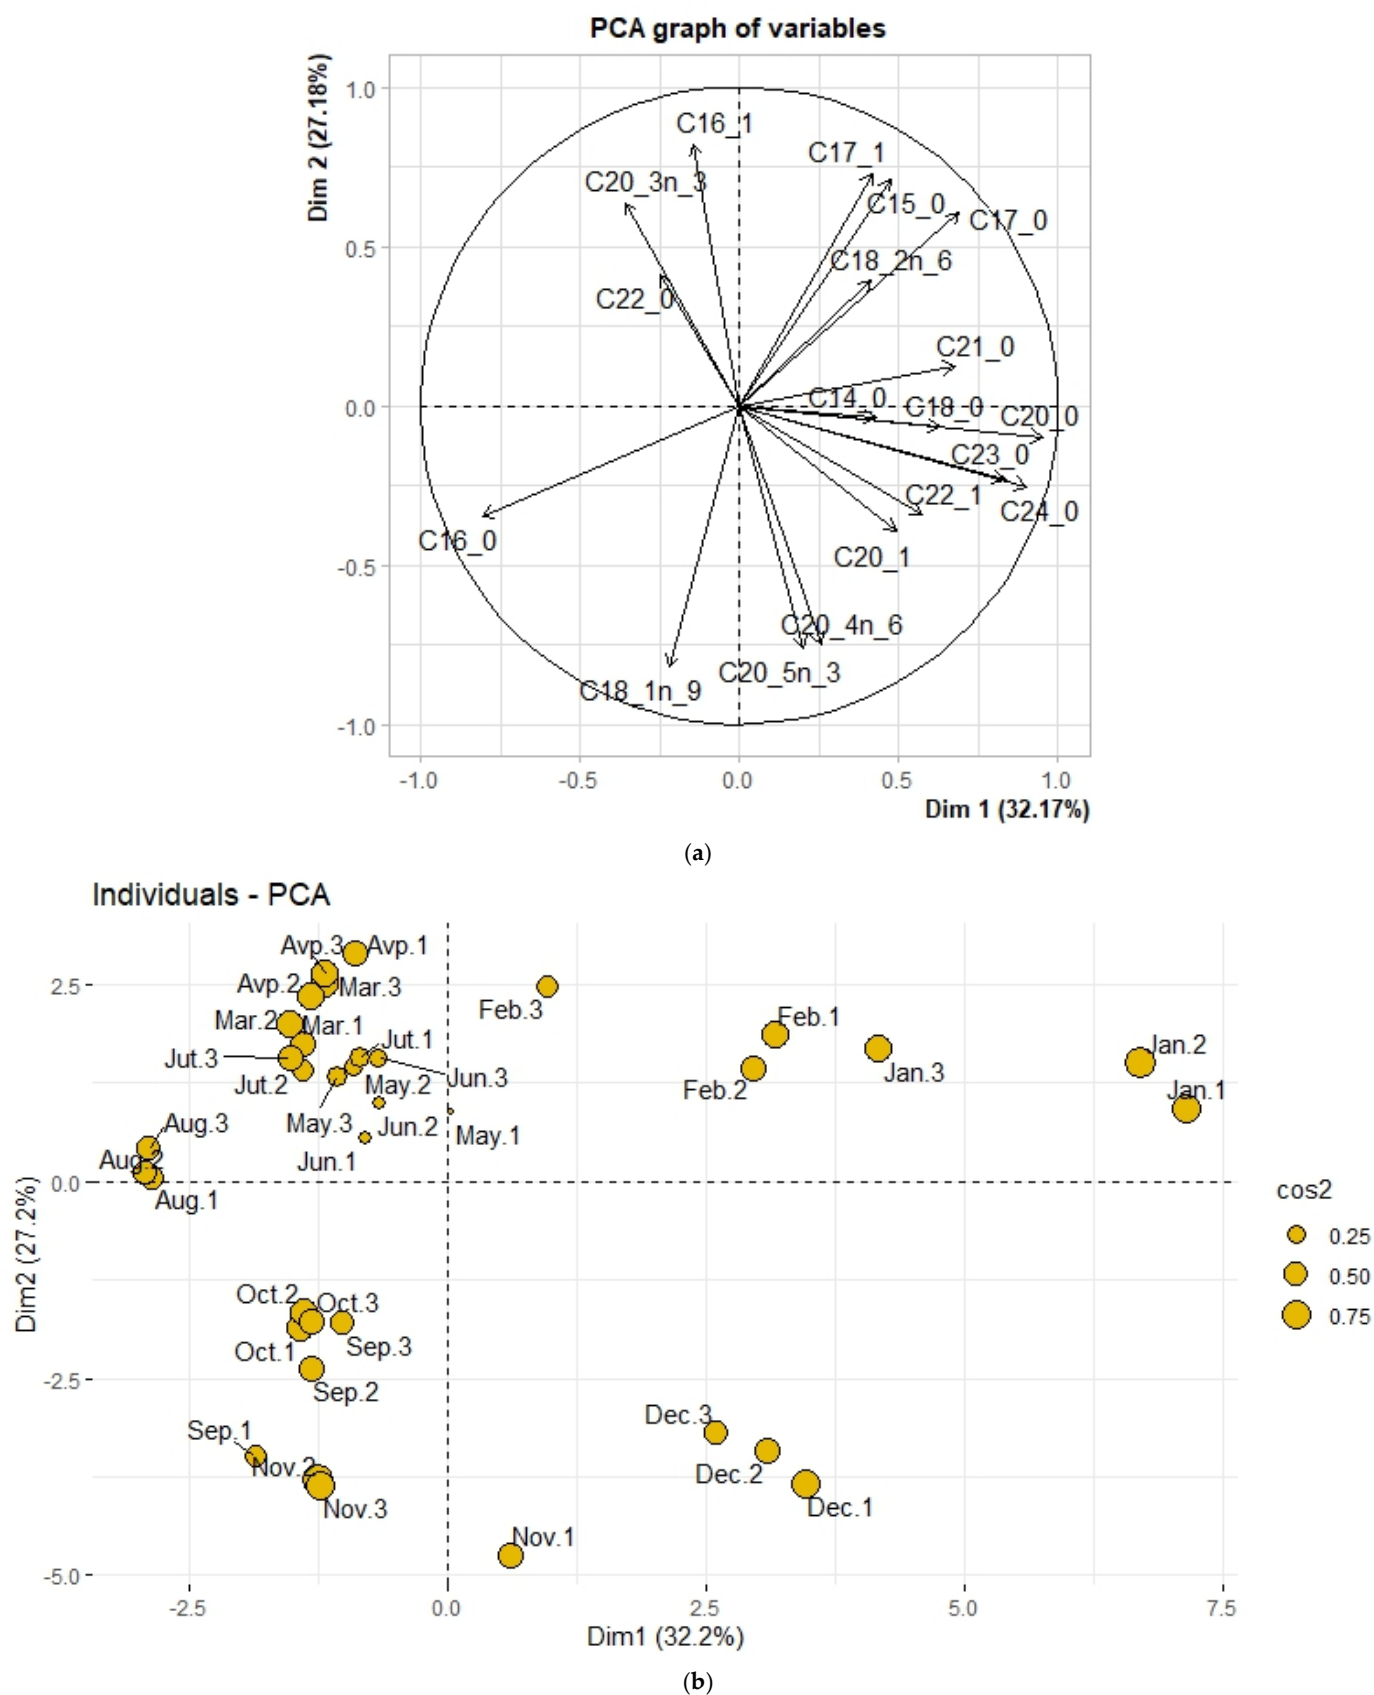 PCA graph of variables
Dim 2 (27.18%)
1.0
0.5
0.0
-0.5
-1.0
C16_1
C17_1
C20_3n_3
C15_0
C17_0
C18_2n_6
C22_0
C21_0
C14_0
C18_0
C20_0
C23_0
C22_1
C24_0
C16_0
C20_1
C20_4n_6
C20_5n_3
C18_1n_9
-1.0
-0.5
0.0
0.5
1.0
Dim 1 (32.17%)
(a)
Individuals - PCA
Dim2 (27.2%)
2.5
0.0
-2.5
-5.0
Avp.3
Avp.1
Avp.2
Mar.3
Feb.3
Mar.2
Mar.1
Feb.1
Jut.1
Jan.2
Jut.3
Jun.3
Jan.3
Jut.2
May.2
Feb.2
Jan.1
Aug.3
May.3
Jun.2
May.1
Aug.2
Jun.1
Aug.1
Oct.2
Oct.3
Oct.1
Sep.3
Sep.2
Sep.1
Dec.3
Nov.2
Dec.2
Nov.3
Dec.1
Nov.1
cos2
0.25
0.50
0.75
-2.5
0.0
2.5
5.0
7.5
Dim1 (32.2%)
(b)